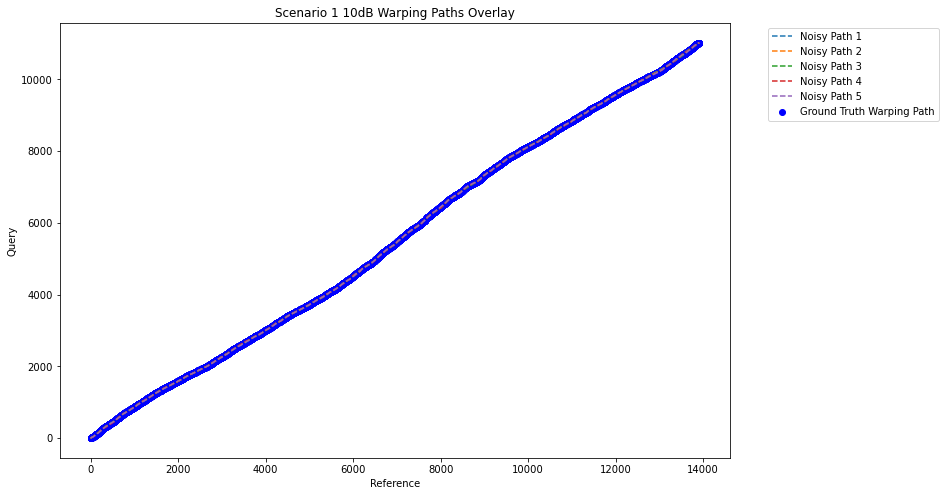 Scenario 1 10dB Warping Paths Overlay
Noisy Path 1
Noisy Path 2
Noisy Path 3
Noisy Path 4
Noisy Path 5
Ground Truth Warping Path
Query
10000
8000
6000
4000
2000
0
0 2000 4000 6000 8000 10000 12000 14000
Reference